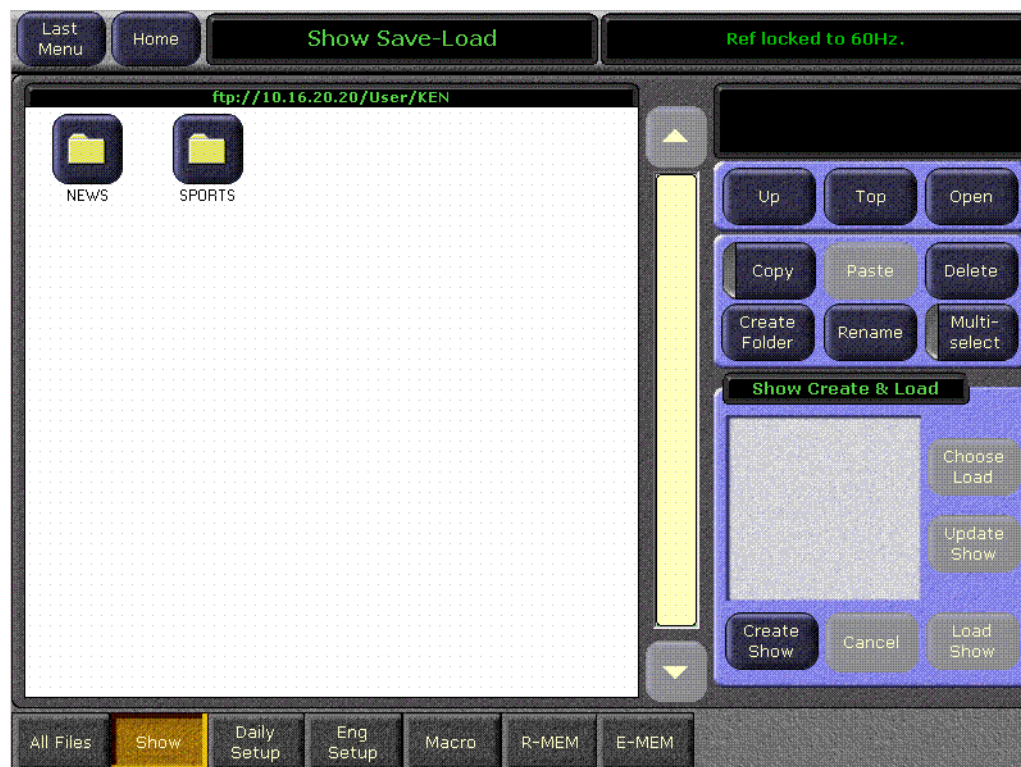 Last
Menu
Home
Show Save-Load
Ref locked to 60Hz.
ftp://10.16.20.20/User/KEN
NEWS
SPORTS
Up
Top
Open
Copy
Paste
Delete
Create
Folder
Rename
Multi-
select
Show Create & Load
Choose
Load
Update
Show
Create
Show
Cancel
Load
Show
All Files
Show
Daily
Setup
Eng
Setup
Macro
R-MEM
E-MEM